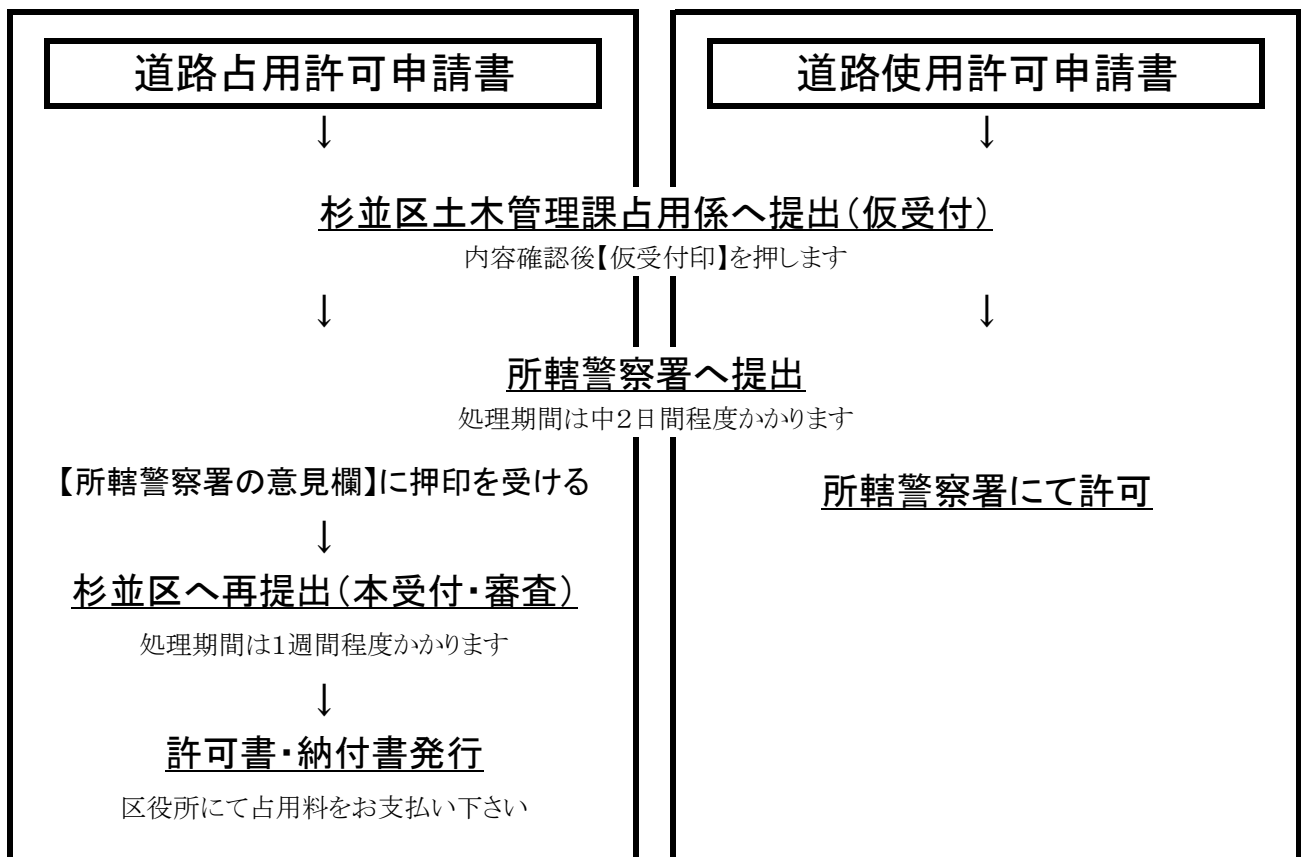 道路占用許可申請書
道路使用許可申請書
↓
↓
杉並区土木管理課占用係へ提出（仮受付）
内容確認後【仮受付印】を押します
↓
↓
所轄警察署へ提出
処理期間は中２日間程度かかります
【所轄警察署の意見欄】に押印を受ける
所轄警察署にて許可
↓
杉並区へ再提出（本受付・審査）
処理期間は１週間程度かかります
↓
許可書・納付書発行
区役所にて占用料をお支払い下さい